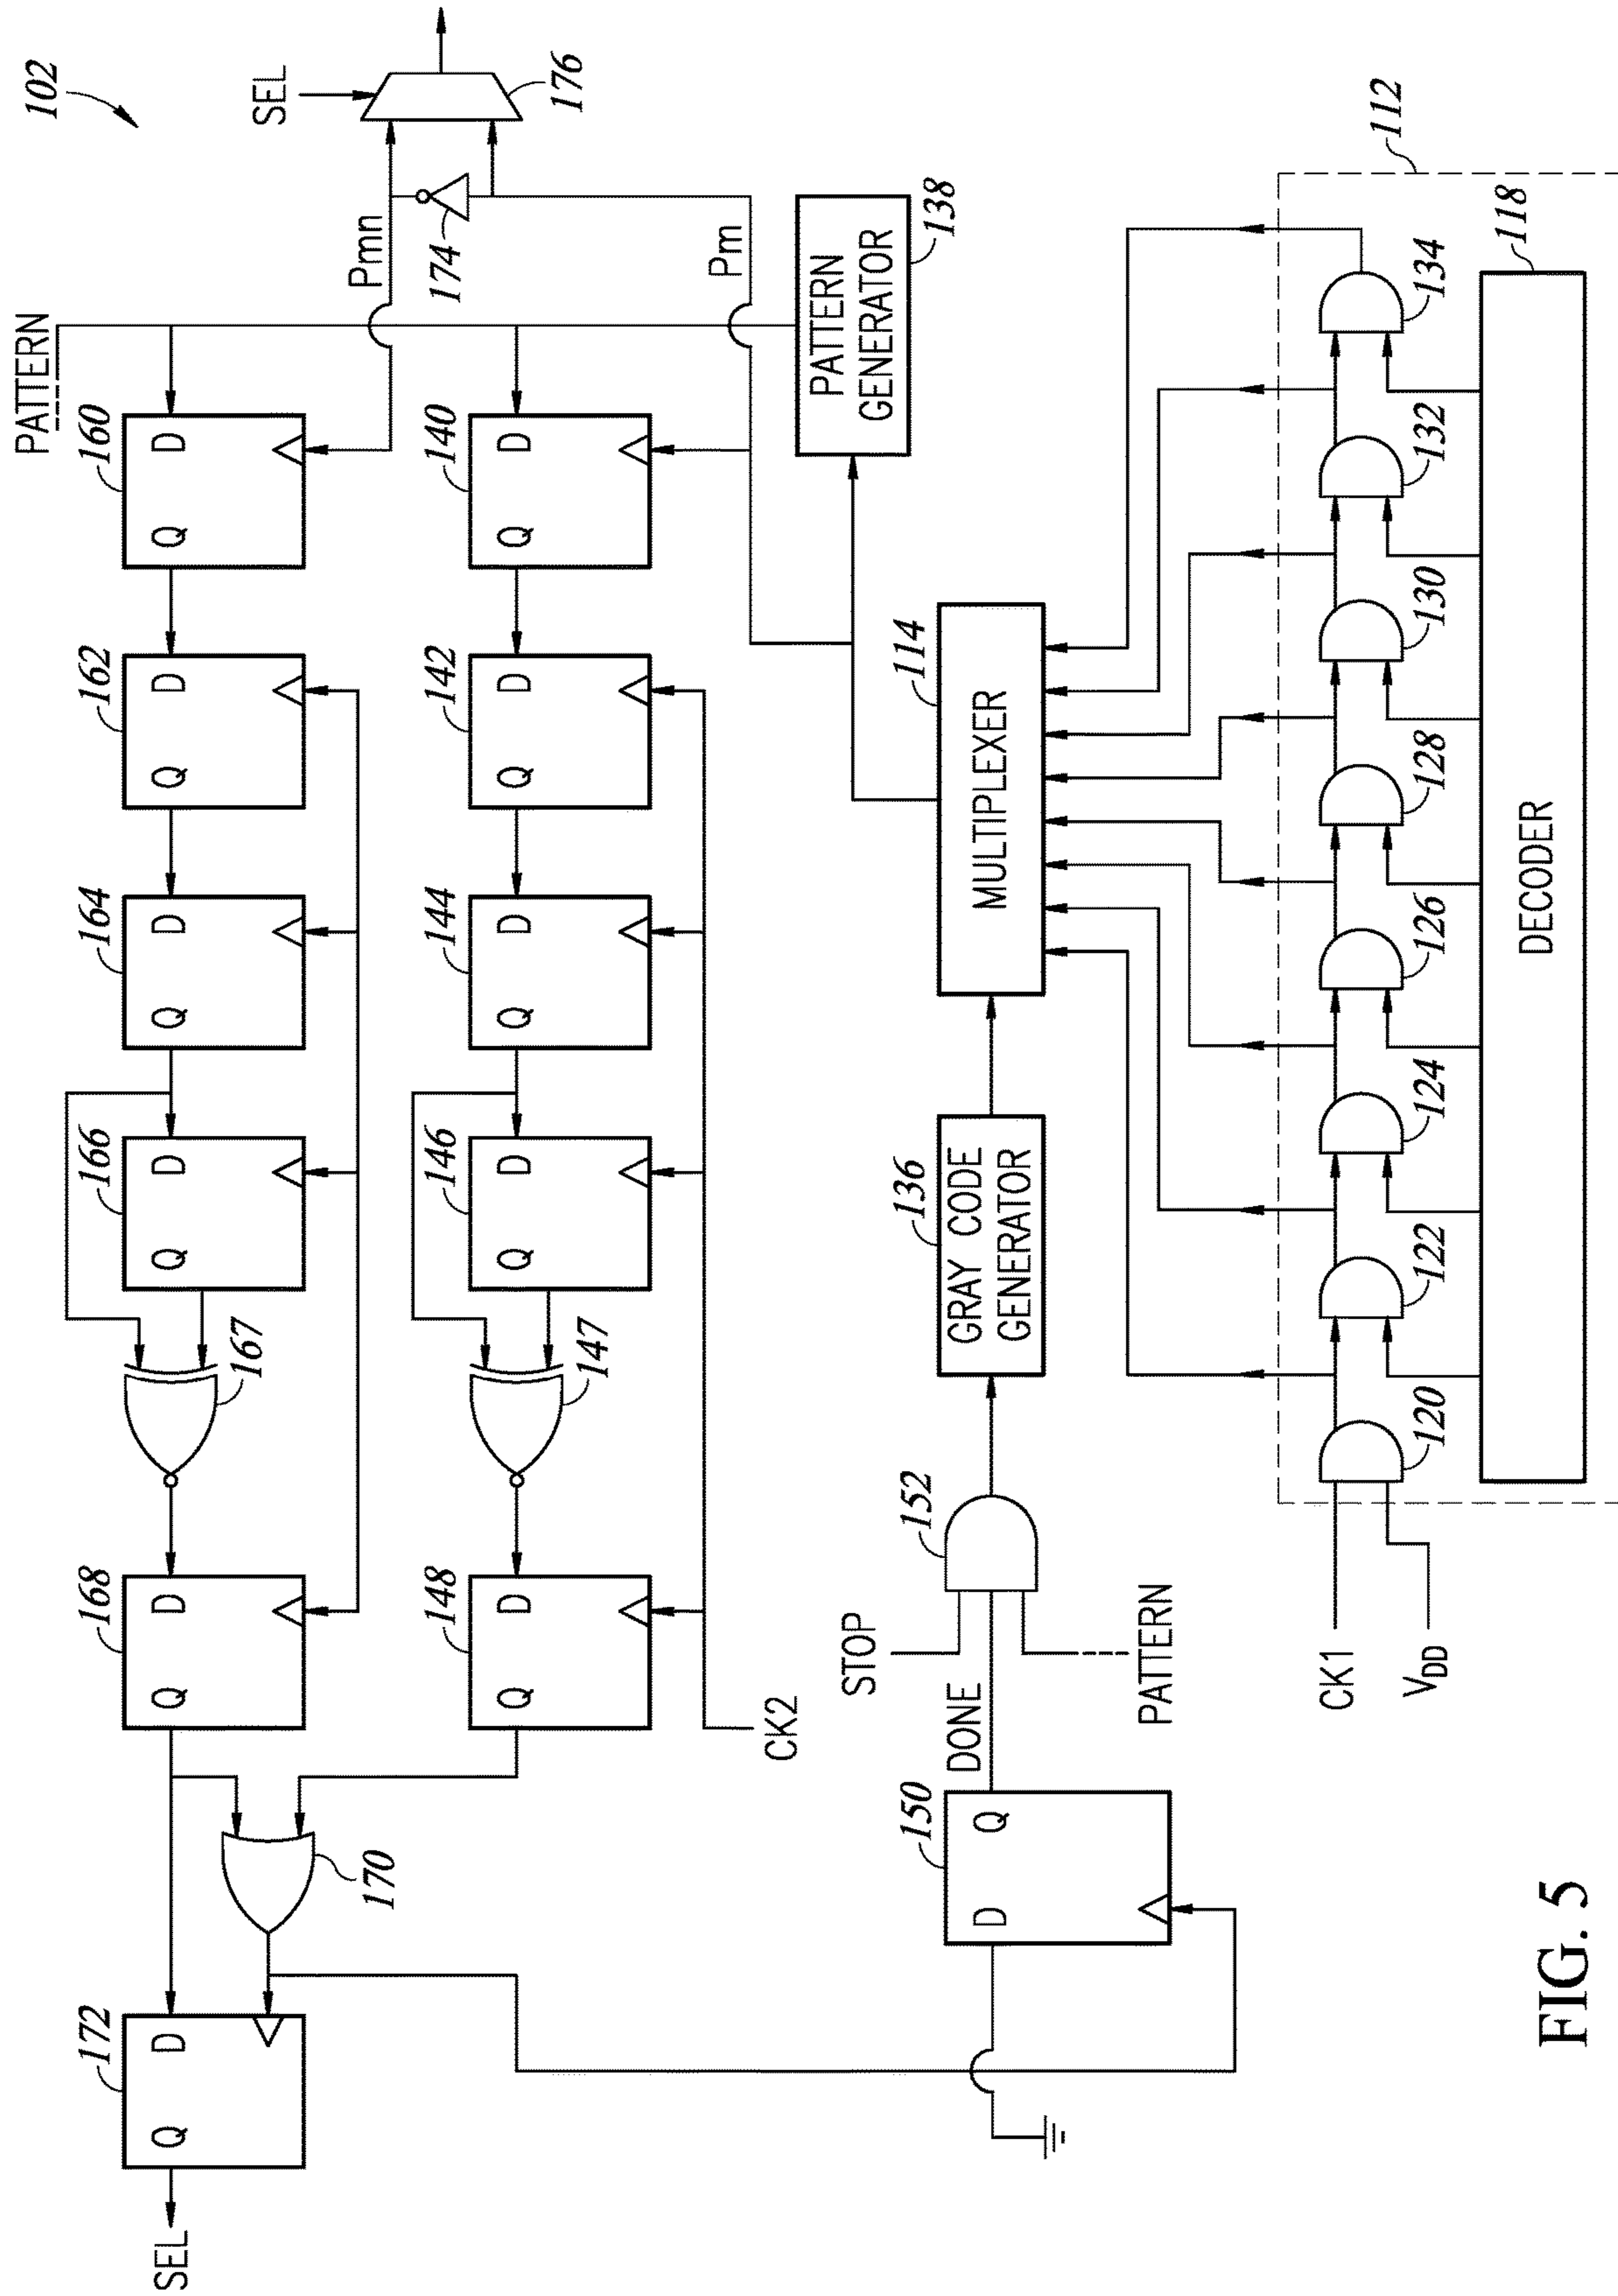 102
SEL
176
PATTERN
Pmn
174
Pm
160
D
Q
162
D
Q
164
D
Q
166
D
Q
167
168
D
Q
140
D
Q
142
D
Q
144
D
Q
146
D
Q
147
148
D
Q
CK2
170
172
D
Q
SEL
PATTERN
GENERATOR
138
MULTIPLEXER
114
GRAY CODE
GENERATOR
136
152
STOP
DONE
PATTERN
150
D
Q
112
118
DECODER
134
132
130
128
126
124
122
120
CK1
VDD
FIG. 5